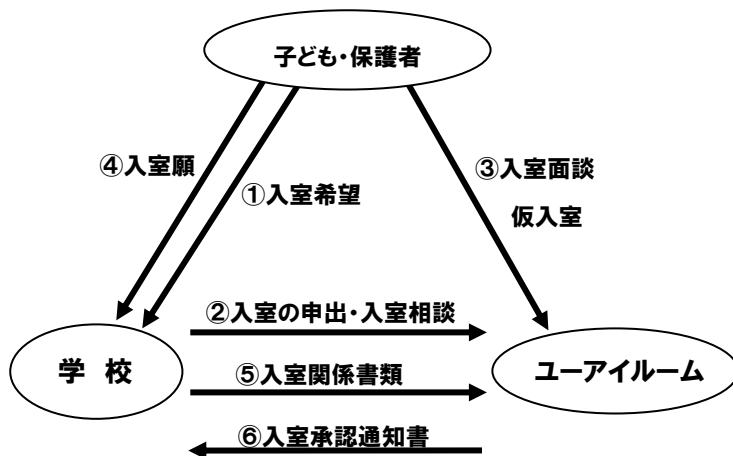 子ども・保護者
④入室願
①入室希望
③入室面談
仮入室
②入室の申出・入室相談
学 校
ユーアイルーム
⑤入室関係書類
⑥入室承認通知書